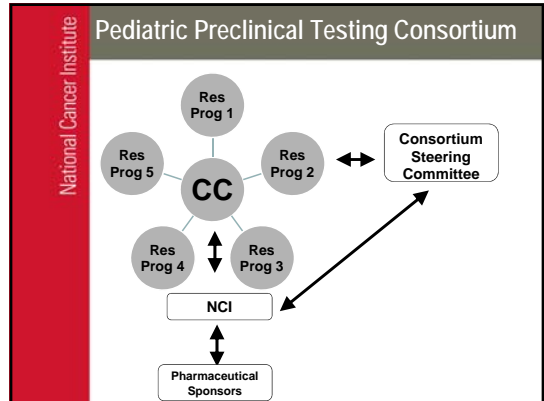 National Cancer Institute
Pediatric Preclinical Testing Consortium
Res
Prog 1
Res
Prog 5
CC
Res
Prog 2
Consortium
Steering
Committee
Res
Prog 4
Res
Prog 3
NCI
Pharmaceutical
Sponsors